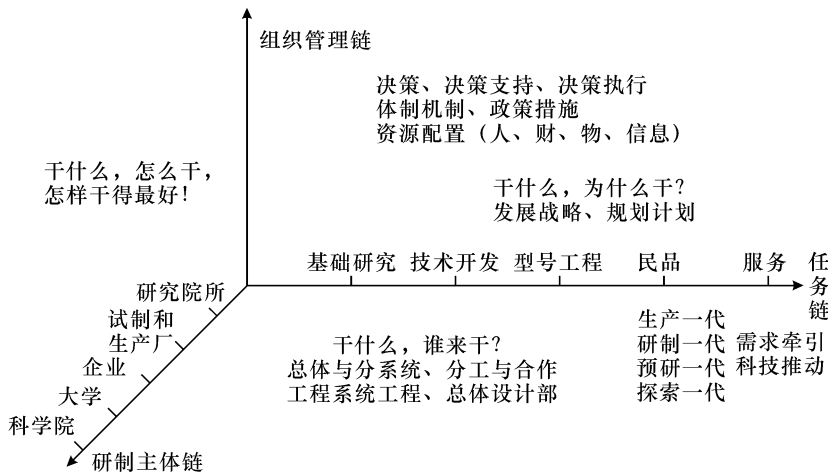 组织管理链
决策、决策支持、决策执行
体制机制、政策措施
资源配置（人、财、物、信息）
干什么，怎么干，
怎样干得最好！
干什么，为什么干？
发展战略、规划计划
基础研究 技术开发 型号工程 民品 服务
任务链
研究院所
试制和
生产厂
企业
大学
科学院
研制主体链
干什么，谁来干？
总体与分系统、分工与合作
工程系统工程、总体设计部
生产一代
研制一代
预研一代
探索一代
需求牵引
科技推动